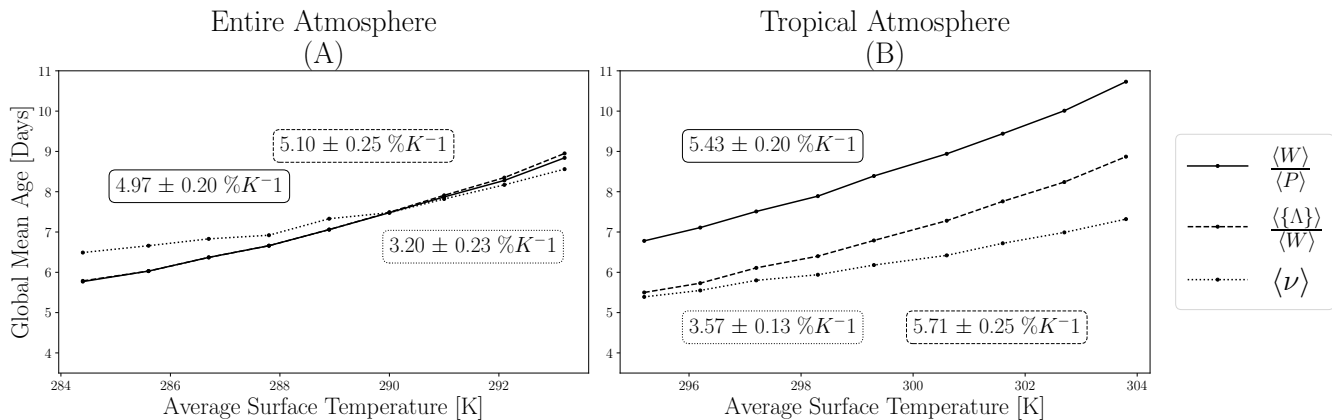 Entire Atmosphere
(A)
Global Mean Age [Days]
11
10
9
8
7
6
5
4
5.10 ± 0.25 %K−1
4.97 ± 0.20 %K−1
3.20 ± 0.23 %K−1
284
286
288
290
292
Average Surface Temperature [K]
Tropical Atmosphere
(B)
11
10
9
8
7
6
5
4
5.43 ± 0.20 %K−1
3.57 ± 0.13 %K−1
5.71 ± 0.25 %K−1
296
298
300
302
304
Average Surface Temperature [K]
⟨W⟩
⟨P⟩
⟨{Λ}⟩
⟨W⟩
⟨ν⟩